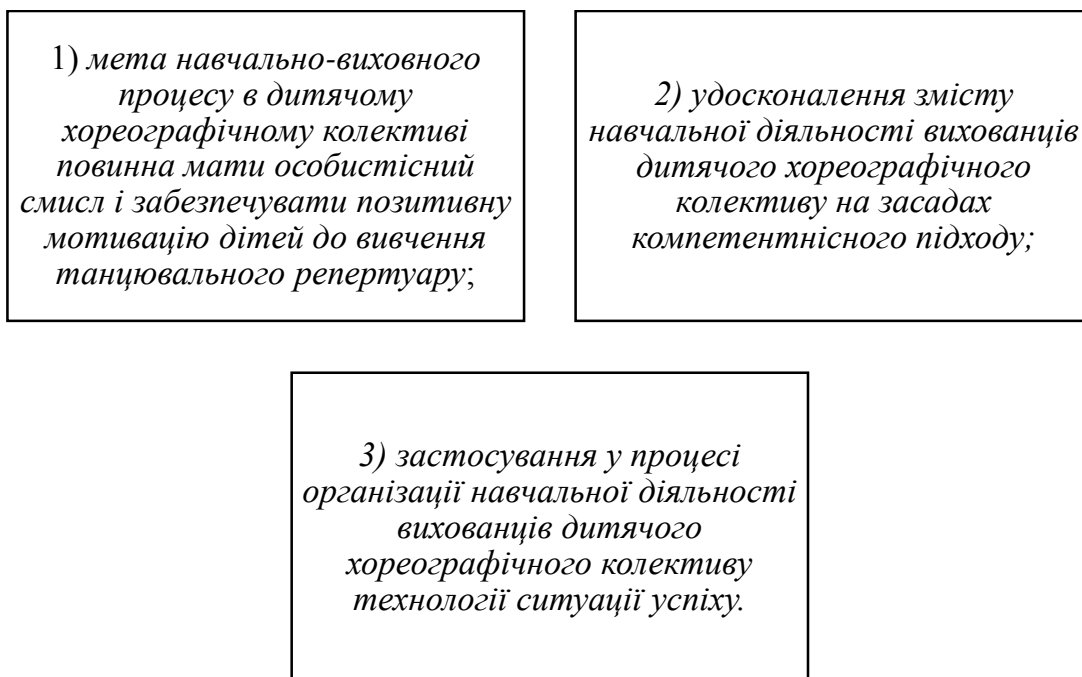 1) мета навчально-виховного
процесу в дитячому
хореографічному колективі
повинна мати особистісний
смисл і забезпечувати позитивну
мотивацію дітей до вивчення
танцювального репертуару;
2) удосконалення змісту
навчальної діяльності вихованців
дитячого хореографічного
колективу на засадах
компетентнісного підходу;
3) застосування у процесі
організації навчальної діяльності
вихованців дитячого
хореографічного колективу
технології ситуації успіху.